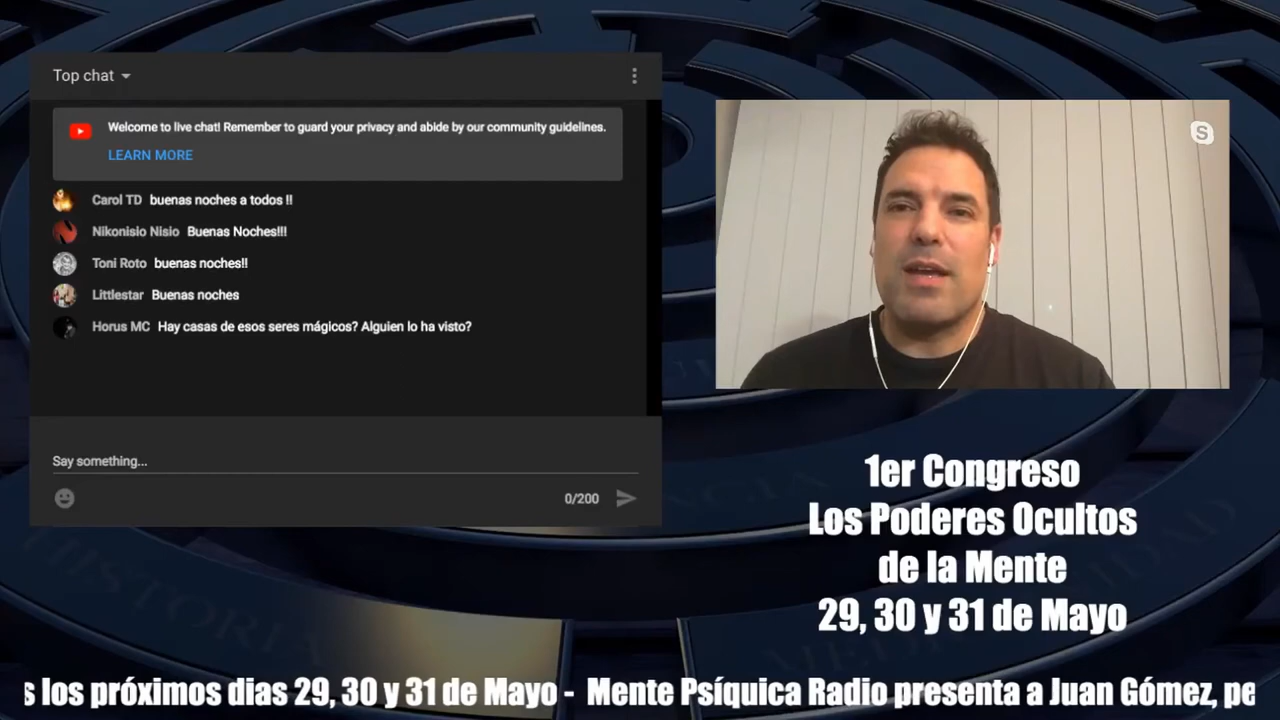 Top chat
Welcome to live chat! Remember to guard your privacy and abide by our community guidelines.
LEARN MORE
Carol TD buenas noches a todos !!
Nikonisio Nisio Buenas Noches!!!
Toni Roto buenas noches!!
Littlestar Buenas noches
Horus MC Hay casas de esos seres mágicos? Alguien lo ha visto?
Say something...
0/200
S
1er Congreso
Los Poderes Ocultos
de la Mente
29, 30 y 31 de Mayo
HISTORIA
s los próximos dias 29, 30 y 31 de Mayo - Mente Psíquica Radio presenta a Juan Gómez, pe